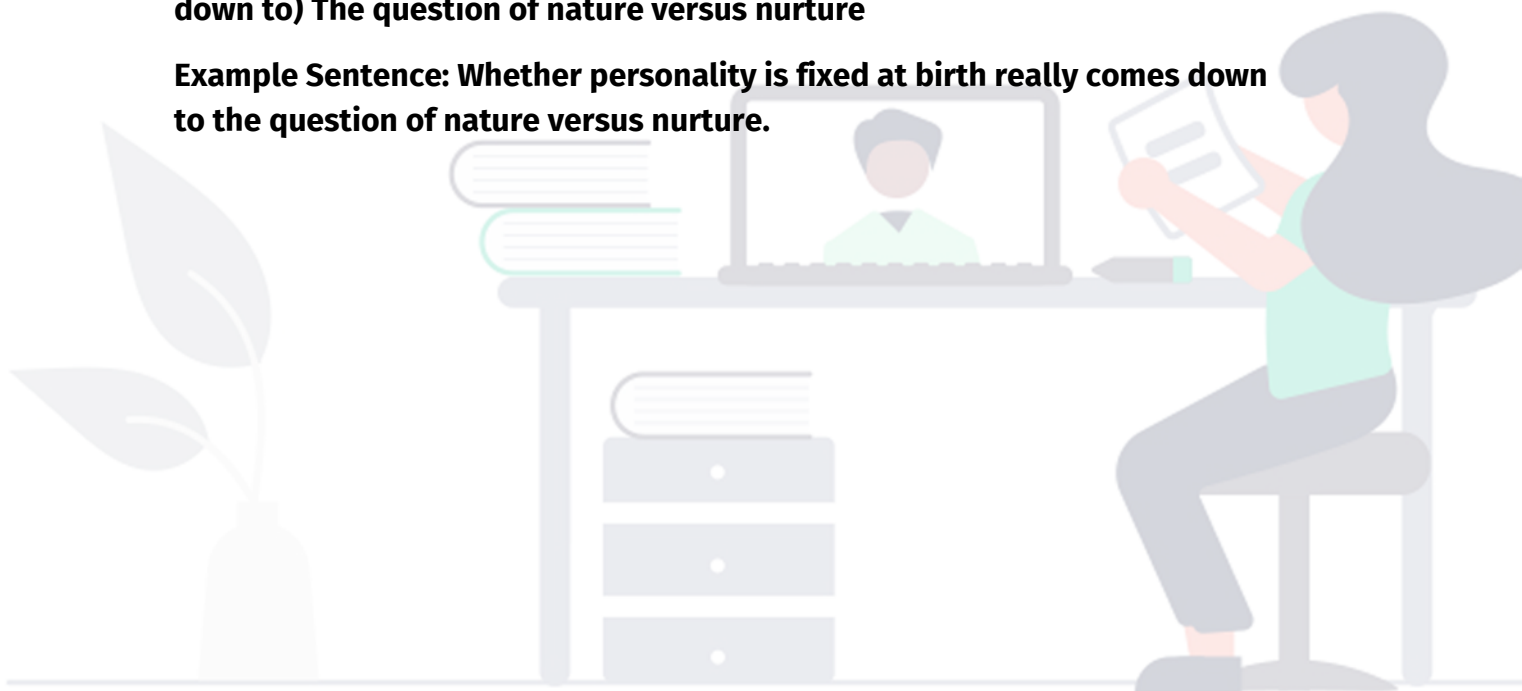 down to) The question of nature versus nurture
Example Sentence: Whether personality is fixed at birth really comes down
to the question of nature versus nurture.